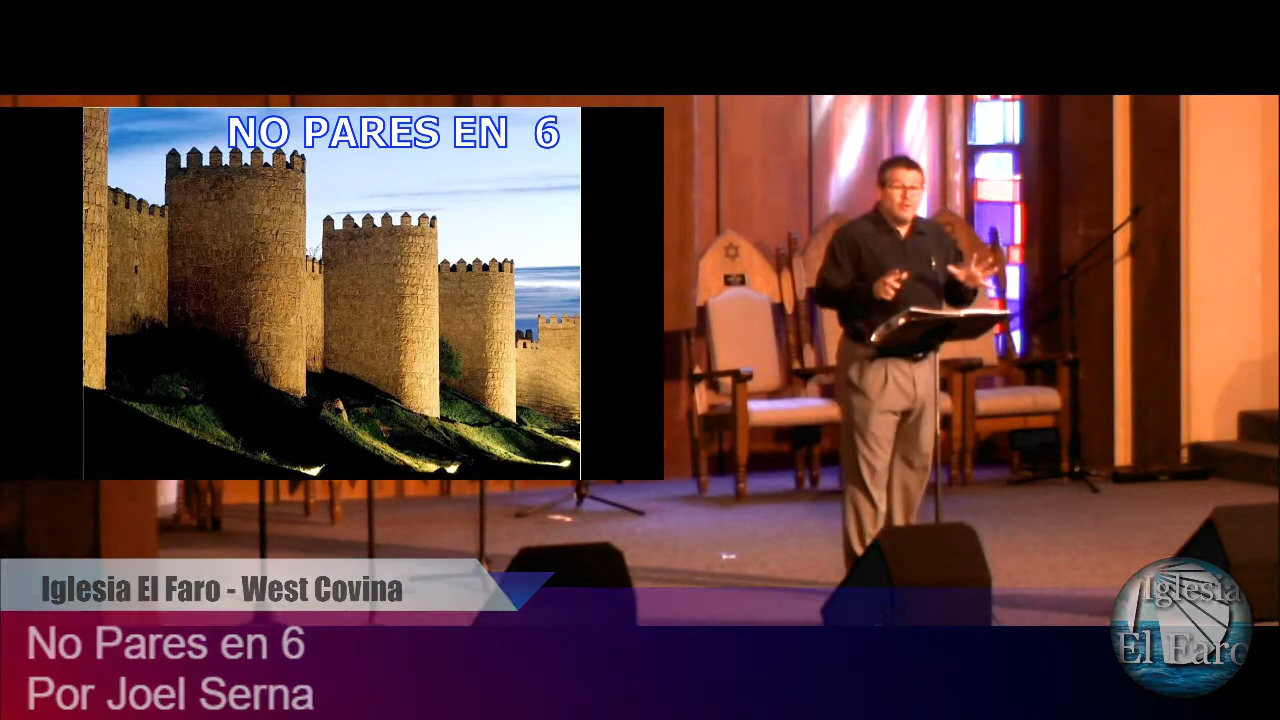 NO PARES EN 6
Iglesia El Faro - West Covina
No Pares en 6
Por Joel Serna
Iglesia
El Faro